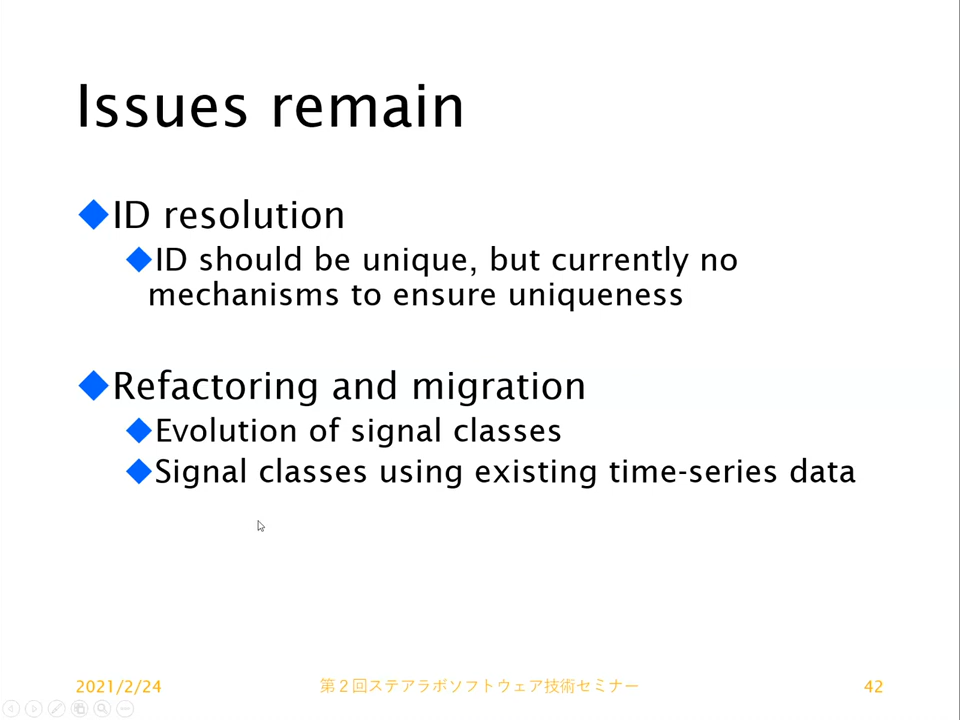 Issues remain
ID resolution
ID should be unique, but currently no
mechanisms to ensure uniqueness
Refactoring and migration
Evolution of signal classes
Signal classes using existing time-series data
2021/2/24
第２回ステアラボソフトウェア技術セミナー
42